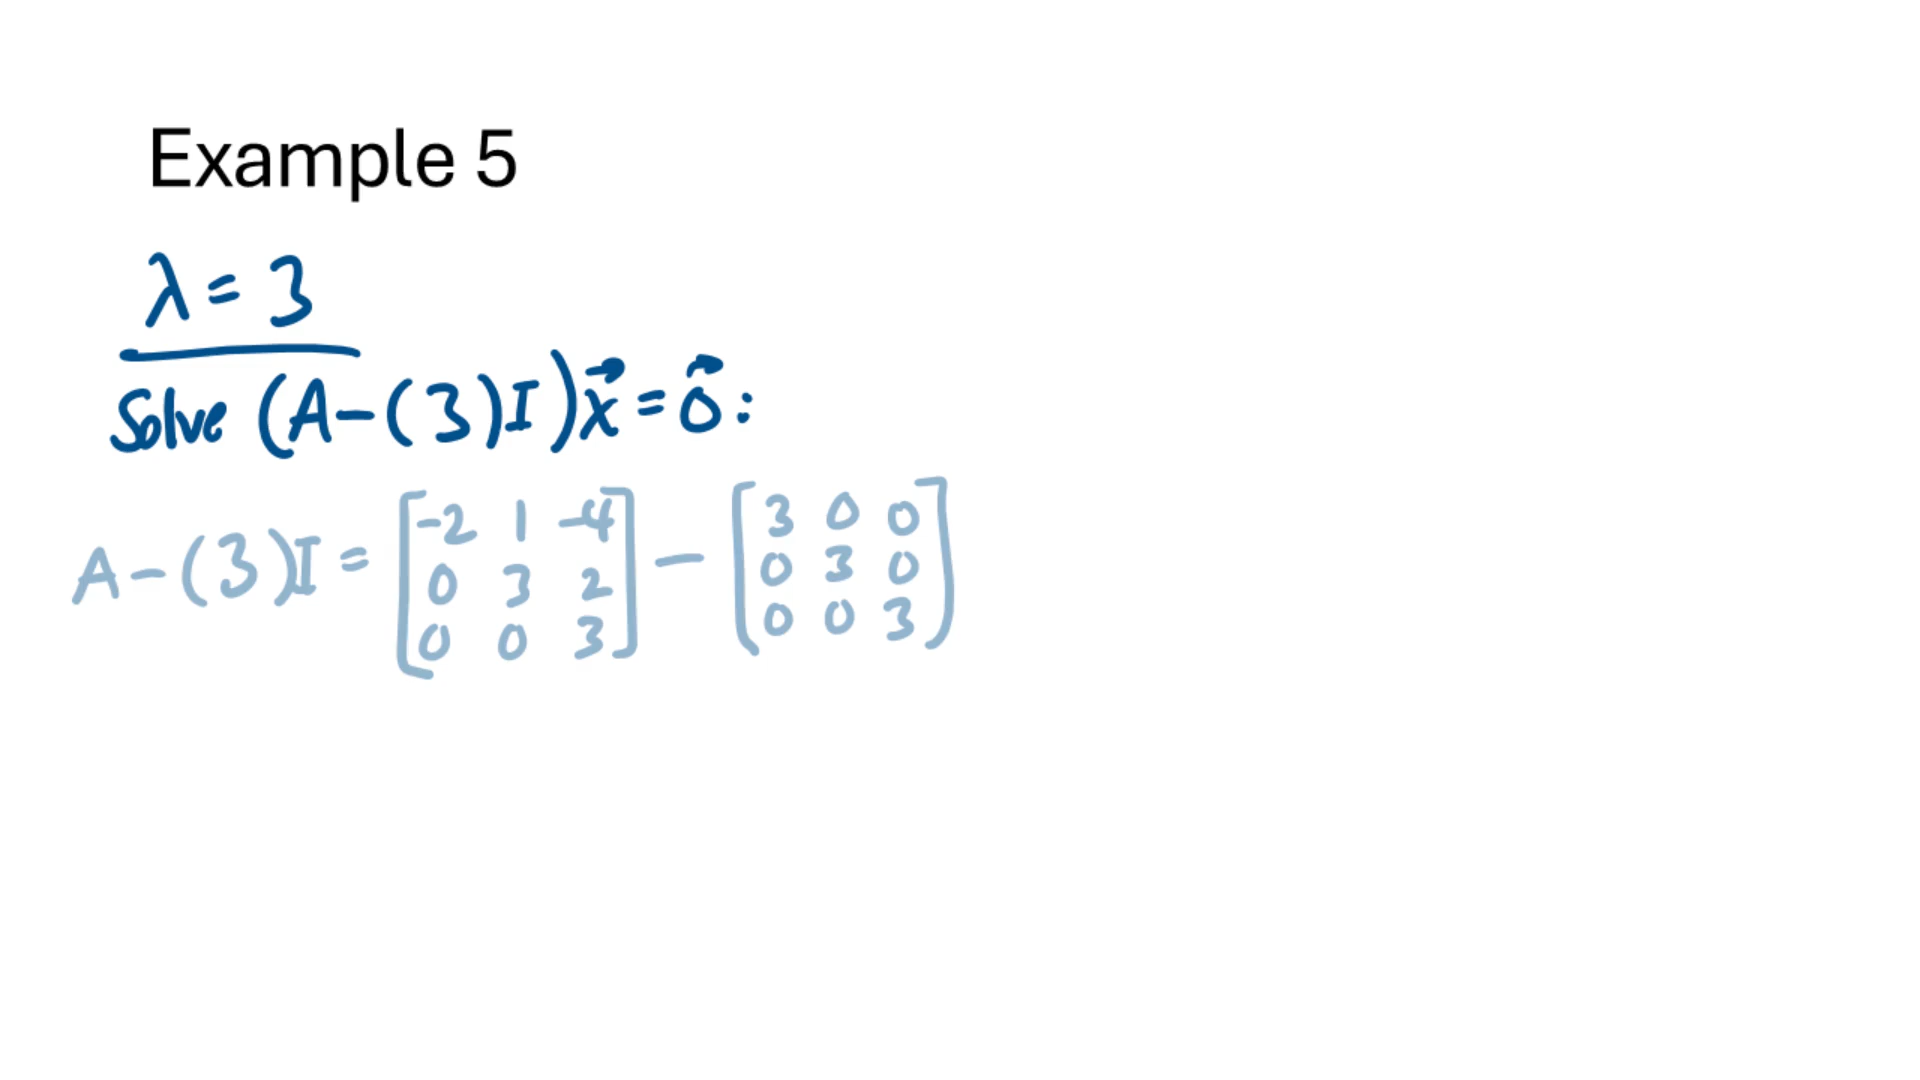 Example 5
λ = 3
Solve (A-(3)I)x⃗ = 0⃗ :
A-(3)I = [-2 1 -4; 0 3 2; 0 0 3] - [3 0 0; 0 3 0; 0 0 3]